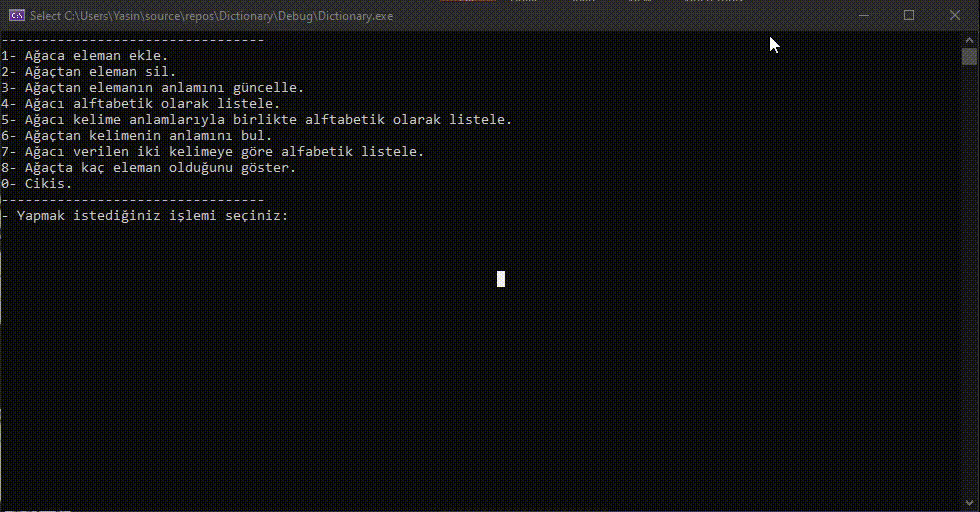 Select C:\Users\Yasin\source\repos\Dictionary\Debug\Dictionary.exe
---------------------------------
1- Ağaca eleman ekle.
2- Ağaçtan eleman sil.
3- Ağaçtan elemanın anlamını güncelle.
4- Ağacı alftabetik olarak listele.
5- Ağacı kelime anlamlarıyla birlikte alftabetik olarak listele.
6- Ağaçtan kelimenin anlamını bul.
7- Ağacı verilen iki kelimeye göre alfabetik listele.
8- Ağaçta kaç eleman olduğunu göster.
0- Cikis.
---------------------------------
- Yapmak istediğiniz işlemi seçiniz: